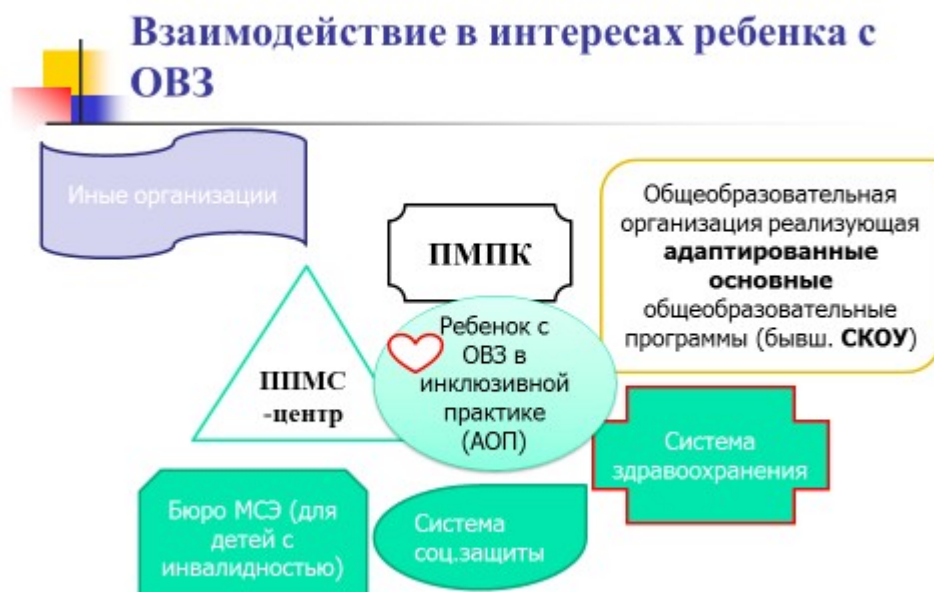 Взаимодействие в интересах ребенка с
ОВЗ
Иные организации
ПМПК
Общеобразовательная
организация реализующая
адаптированные
основные
общеобразовательные
программы (бывш. СКОУ)
ППМС
-центр
Ребенок с
ОВЗ в
инклюзивной
практике
(АОП)
Система
здравоохранения
Бюро МСЭ (для
детей с
инвалидностью)
Система
соц.защиты